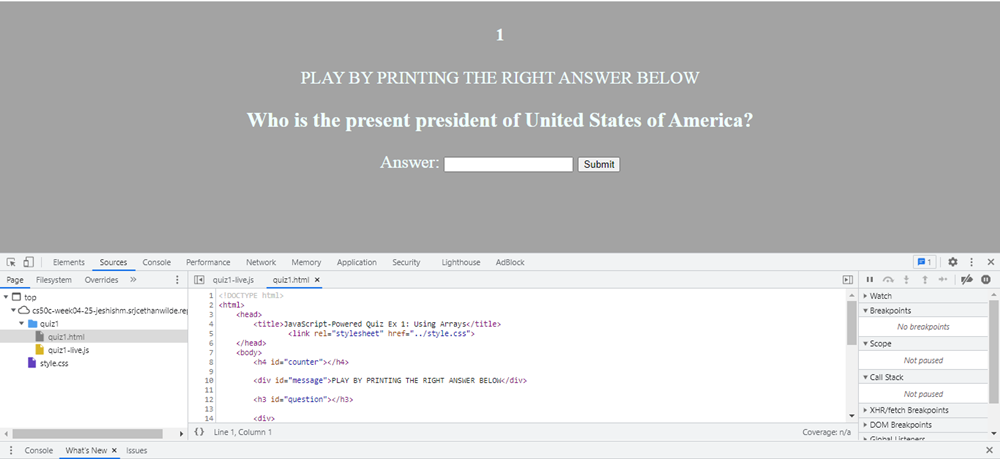 1
PLAY BY PRINTING THE RIGHT ANSWER BELOW
Who is the present president of United States of America?
Answer: Submit
Elements Sources Console Performance Network Memory Application Security Lighthouse AdBlock 1
Page Filesystem Overrides » quiz1-live.js quiz1.html ×
top
cs50c-week04-25-jeshishm.srjcethanwilde.rep
quiz1
quiz1.html
quiz1-live.js
style.css
1 <!DOCTYPE html>
2 <html>
3 <head>
4 <title>JavaScript-Powered Quiz Ex 1: Using Arrays</title>
5 <link rel="stylesheet" href="../style.css">
6 </head>
7 <body>
8 <h4 id="counter"></h4>
9
10 <div id="message">PLAY BY PRINTING THE RIGHT ANSWER BELOW</div>
11
12 <h3 id="question"></h3>
13
14 <div>
{} Line 1, Column 1 Coverage: n/a
Watch
Breakpoints
No breakpoints
Scope
Not paused
Call Stack
Not paused
XHR/fetch Breakpoints
DOM Breakpoints
Global Listeners
Console What's New × Issues